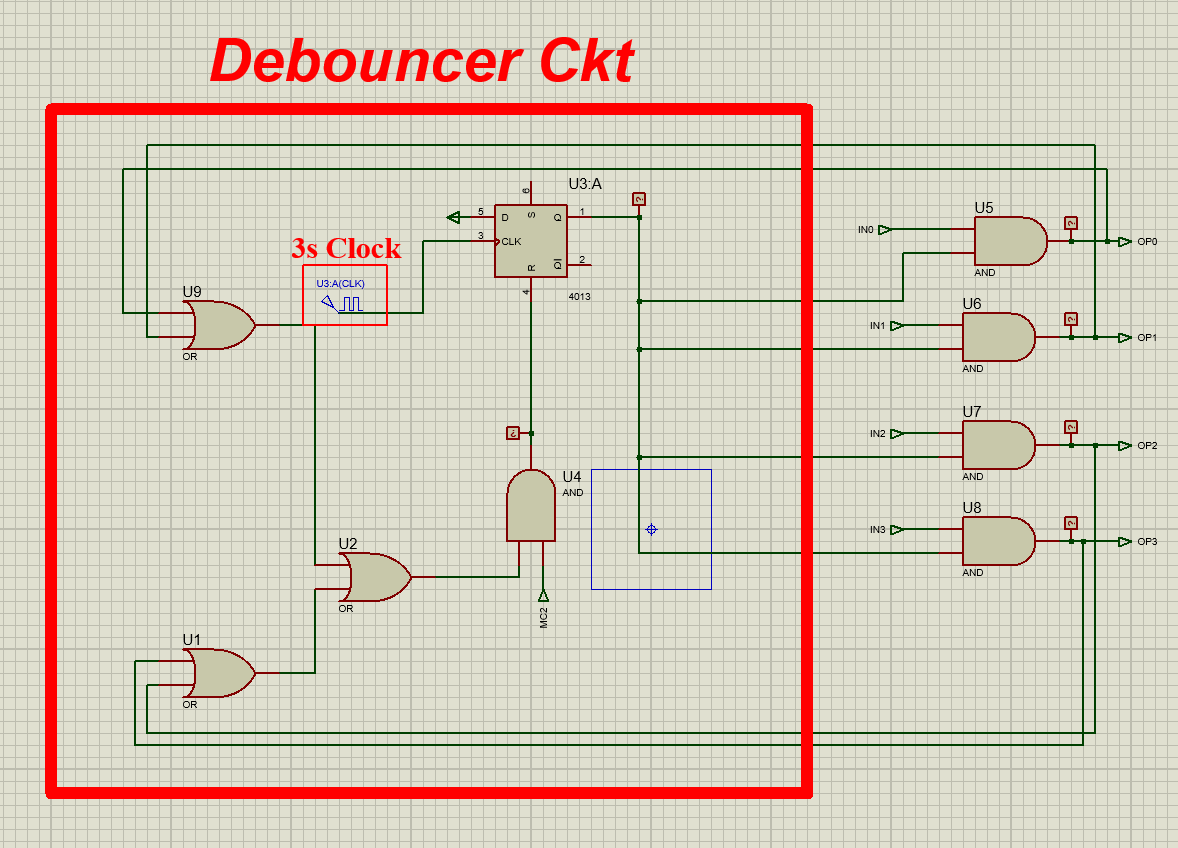 Debouncer Ckt
U3:A
6
5
D
S
Q
1
3
CLK
3s Clock
U3:A(CLK)
R
QI
2
4
4013
U9
OR
U5
IN0
?
OP0
AND
U6
IN1
?
OP1
AND
U7
IN2
?
OP2
AND
U8
IN3
?
OP3
AND
?
?
U4
AND
U2
OR
MC2
U1
OR